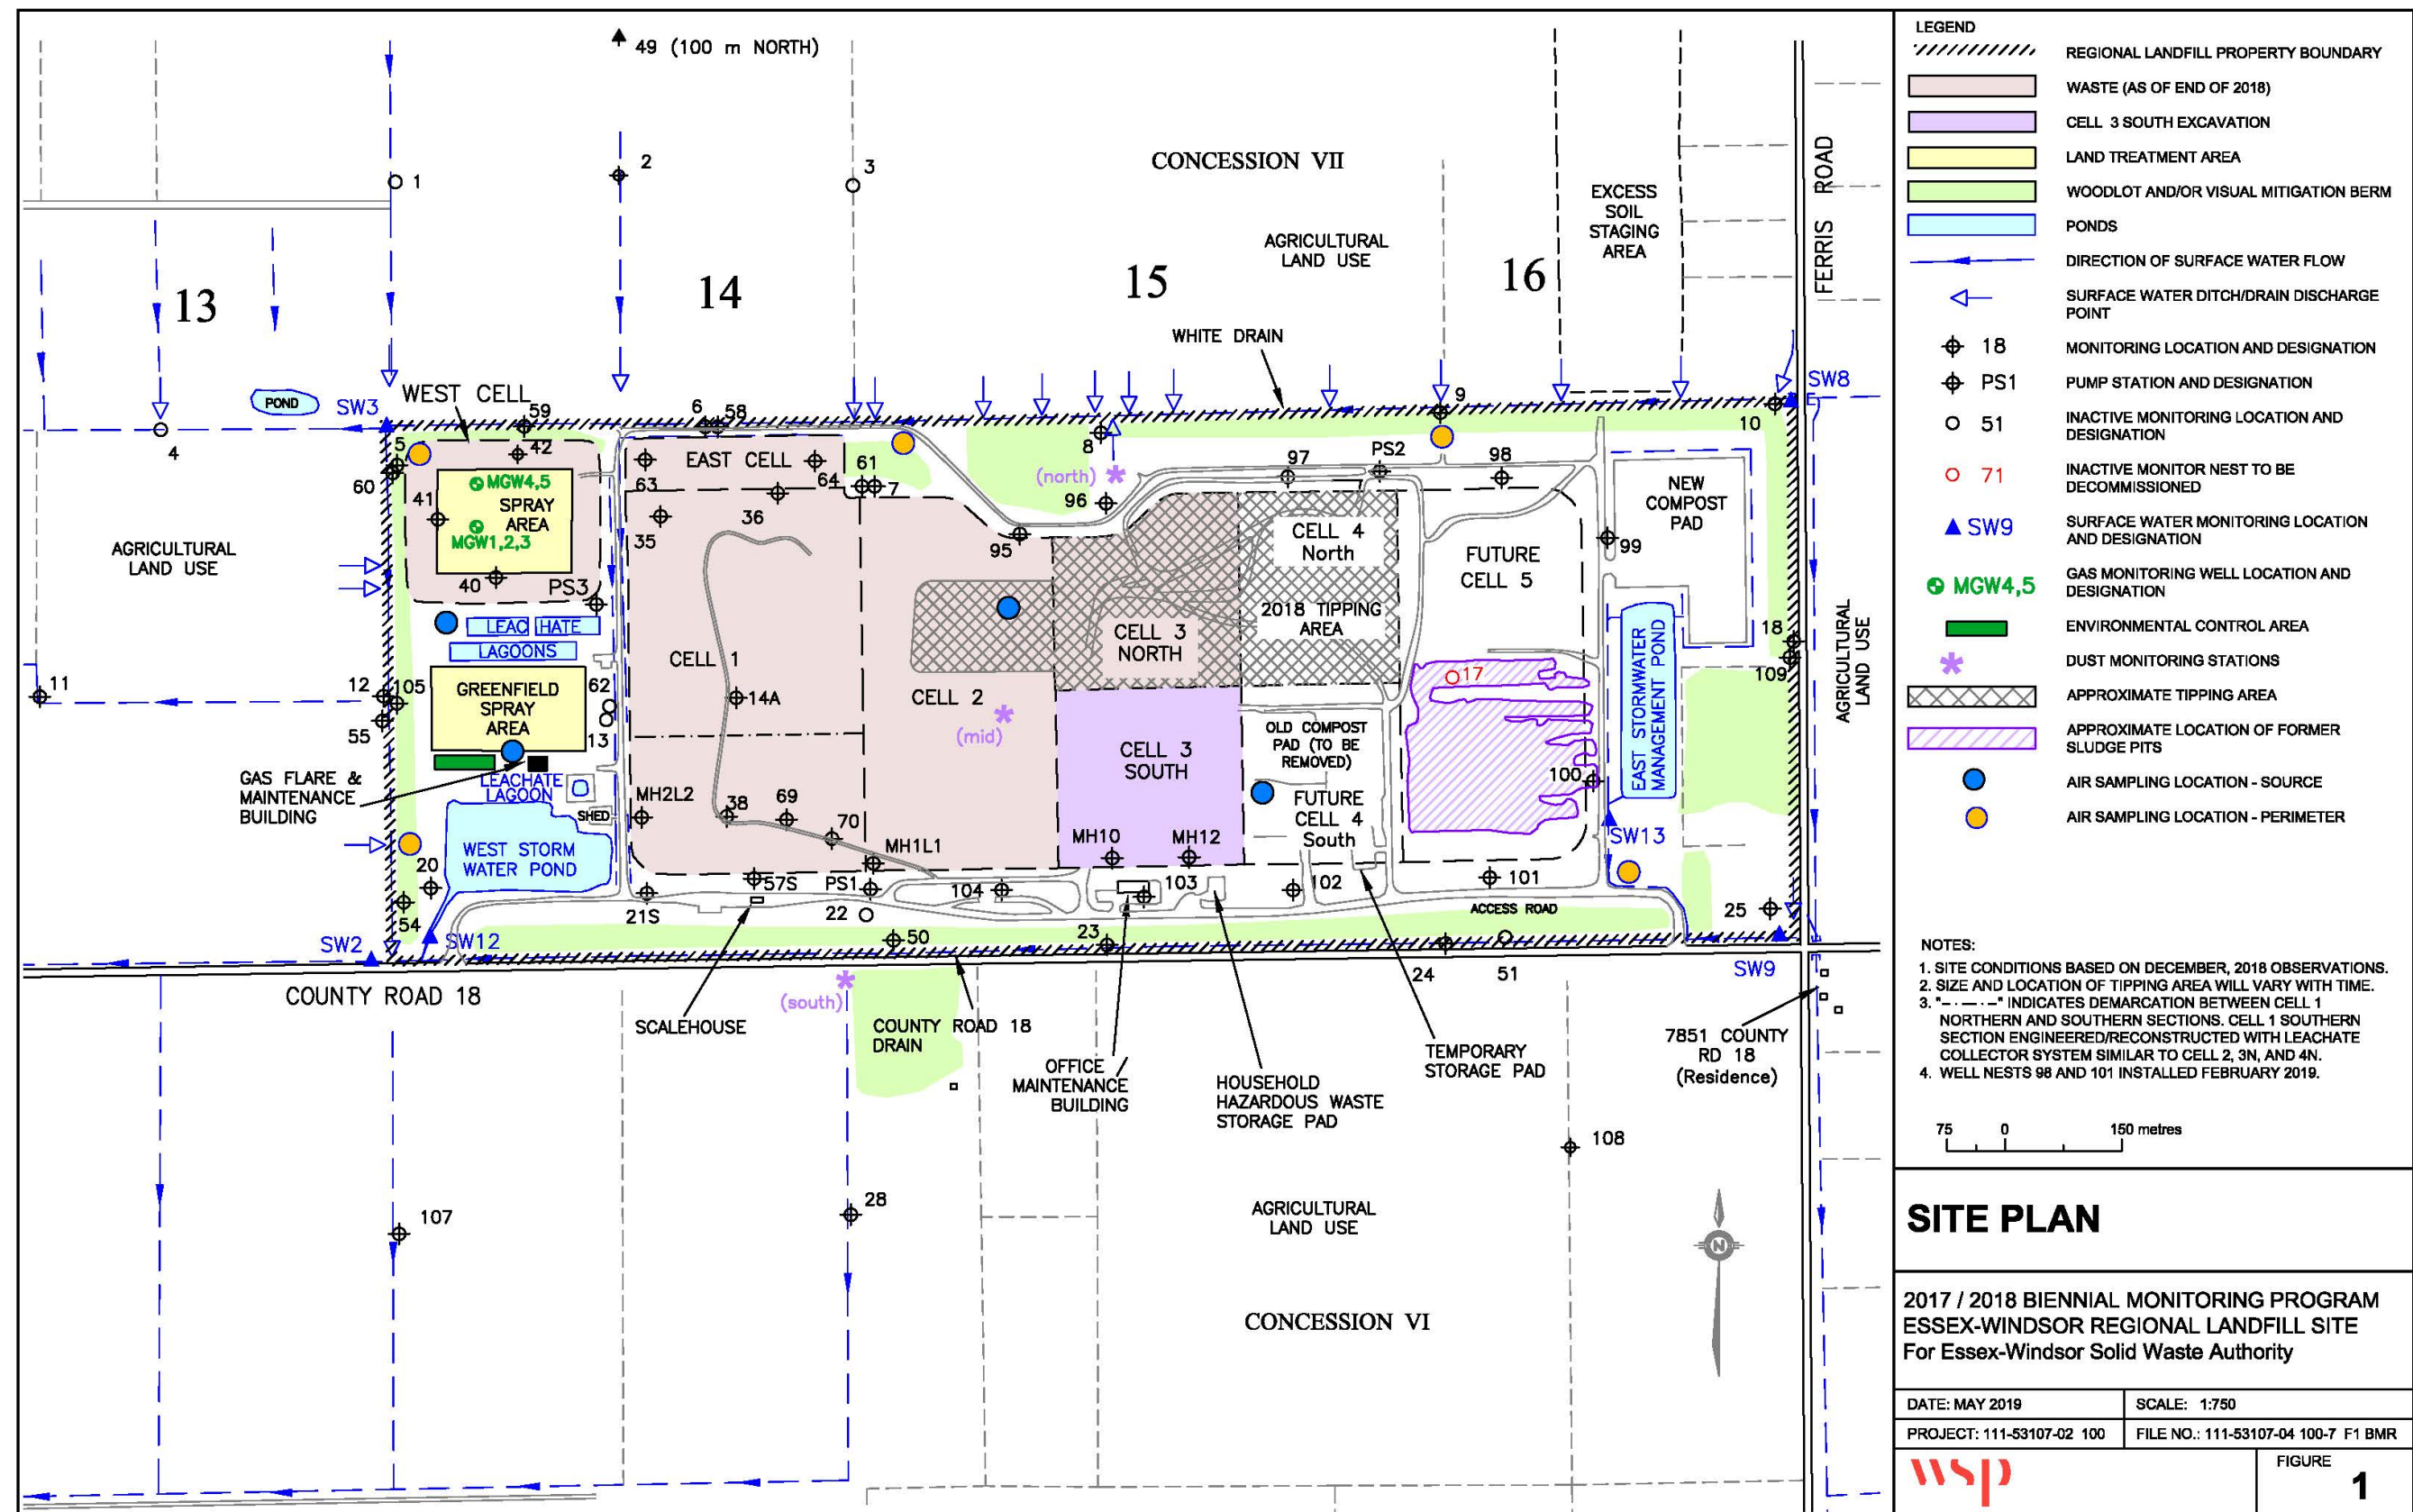 49 (100 m NORTH)
1
2
3
CONCESSION VII
EXCESS
SOIL
STAGING
AREA
FERRIS ROAD
AGRICULTURAL
LAND USE
13
14
15
16
WHITE DRAIN
POND
SW3
WEST CELL
59
6
58
9
SW8
10
4
5
42
EAST CELL
64
61
7
8
(north)
97
PS2
98
60
41
MGW4,5
SPRAY
AREA
MGW1,2,3
63
36
35
96
95
NEW
COMPOST
PAD
AGRICULTURAL
LAND USE
40
PS3
CELL 4
North
FUTURE
CELL 5
99
LEACHATE
LAGOONS
CELL 3
NORTH
2018 TIPPING
AREA
18
109
AGRICULTURAL
LAND USE
CELL 1
CELL 2
17
EAST STORMWATER
MANAGEMENT POND
11
12
105
GREENFIELD
SPRAY
AREA
62
13
14A
(mid)
55
CELL 3
SOUTH
OLD COMPOST
PAD (TO BE
REMOVED)
100
GAS FLARE &
MAINTENANCE
BUILDING
LEACHATE
LAGOON
SHED
MH2L2
38
69
70
MH1L1
MH10
MH12
FUTURE
CELL 4
South
SW13
WEST STORM
WATER POND
20
54
57S
PS1
104
103
102
101
21S
22
ACCESS ROAD
25
SW2
SW12
50
23
24
51
SW9
COUNTY ROAD 18
(south)
SCALEHOUSE
COUNTY ROAD 18
DRAIN
OFFICE /
MAINTENANCE
BUILDING
HOUSEHOLD
HAZARDOUS WASTE
STORAGE PAD
TEMPORARY
STORAGE PAD
7851 COUNTY
RD 18
(Residence)
107
28
108
AGRICULTURAL
LAND USE
CONCESSION VI
N
LEGEND
REGIONAL LANDFILL PROPERTY BOUNDARY
WASTE (AS OF END OF 2018)
CELL 3 SOUTH EXCAVATION
LAND TREATMENT AREA
WOODLOT AND/OR VISUAL MITIGATION BERM
PONDS
DIRECTION OF SURFACE WATER FLOW
SURFACE WATER DITCH/DRAIN DISCHARGE
POINT
18 MONITORING LOCATION AND DESIGNATION
PS1 PUMP STATION AND DESIGNATION
51 INACTIVE MONITORING LOCATION AND
DESIGNATION
71 INACTIVE MONITOR NEST TO BE
DECOMMISSIONED
SW9 SURFACE WATER MONITORING LOCATION
AND DESIGNATION
MGW4,5 GAS MONITORING WELL LOCATION AND
DESIGNATION
ENVIRONMENTAL CONTROL AREA
DUST MONITORING STATIONS
APPROXIMATE TIPPING AREA
APPROXIMATE LOCATION OF FORMER
SLUDGE PITS
AIR SAMPLING LOCATION - SOURCE
AIR SAMPLING LOCATION - PERIMETER
NOTES:
1. SITE CONDITIONS BASED ON DECEMBER, 2018 OBSERVATIONS.
2. SIZE AND LOCATION OF TIPPING AREA WILL VARY WITH TIME.
3. "-·-·-" INDICATES DEMARCATION BETWEEN CELL 1
NORTHERN AND SOUTHERN SECTIONS. CELL 1 SOUTHERN
SECTION ENGINEERED/RECONSTRUCTED WITH LEACHATE
COLLECTOR SYSTEM SIMILAR TO CELL 2, 3N, AND 4N.
4. WELL NESTS 98 AND 101 INSTALLED FEBRUARY 2019.
75 0 150 metres
SITE PLAN
2017 / 2018 BIENNIAL MONITORING PROGRAM
ESSEX-WINDSOR REGIONAL LANDFILL SITE
For Essex-Windsor Solid Waste Authority
DATE: MAY 2019
SCALE: 1:750
PROJECT: 111-53107-02 100
FILE NO.: 111-53107-04 100-7 F1 BMR
wsp
FIGURE
1